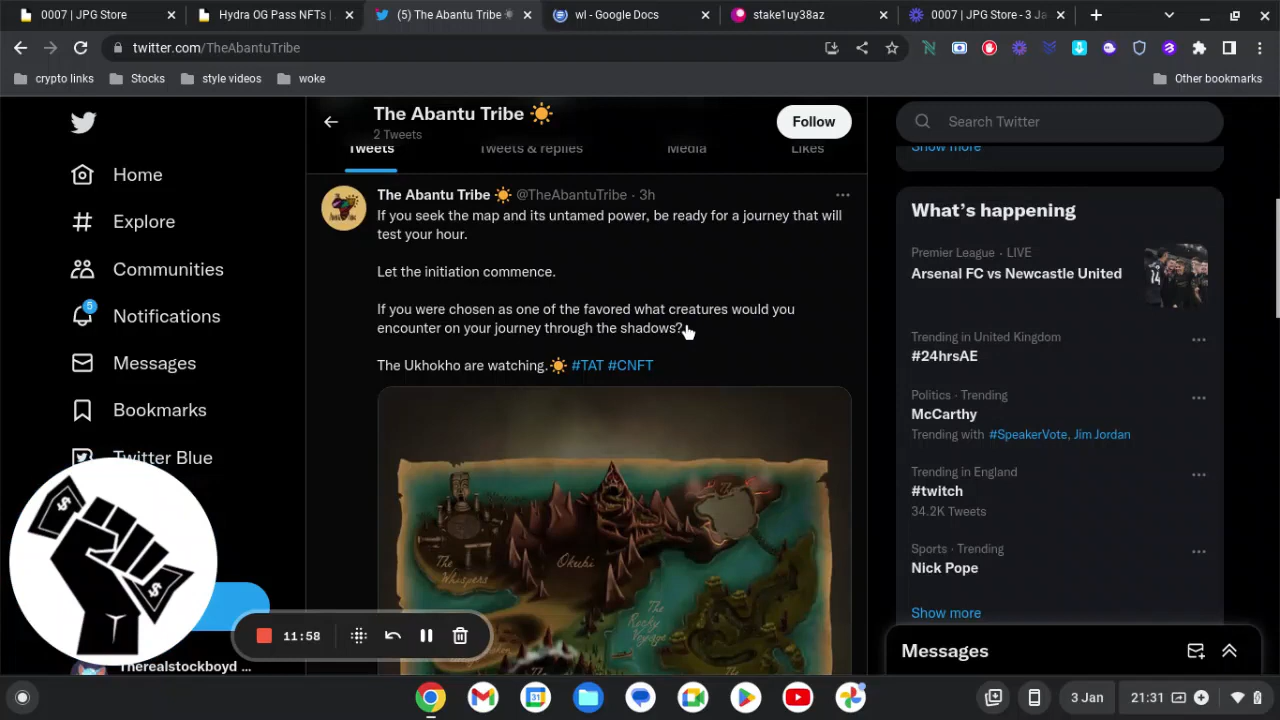 0007 | JPG Store
Hydra OG Pass NFTs |
(5) The Abantu Tribe
wl - Google Docs
stake1uy38az
0007 | JPG Store - 3 Ja
twitter.com/TheAbantuTribe
crypto links
Stocks
style videos
woke
Other bookmarks
Home
Explore
Communities
5
Notifications
Messages
Bookmarks
Twitter Blue
Therealstockboyd ...
$
$
The Abantu Tribe ☀
2 Tweets
Follow
Tweets
Tweets & replies
Media
Likes
The Abantu Tribe ☀ @TheAbantuTribe · 3h
If you seek the map and its untamed power, be ready for a journey that will
test your hour.
Let the initiation commence.
If you were chosen as one of the favored what creatures would you
encounter on your journey through the shadows?
The Ukhokho are watching.☀ #TAT #CNFT
The
Whispers
Okubi
The
The
Rocky
Voyage
Search Twitter
Show more
What's happening
Premier League · LIVE
Arsenal FC vs Newcastle United
Trending in United Kingdom
#24hrsAE
Politics · Trending
McCarthy
Trending with #SpeakerVote, Jim Jordan
Trending in England
#twitch
34.2K Tweets
Sports · Trending
Nick Pope
Show more
Messages
11:58
31
3 Jan
21:31